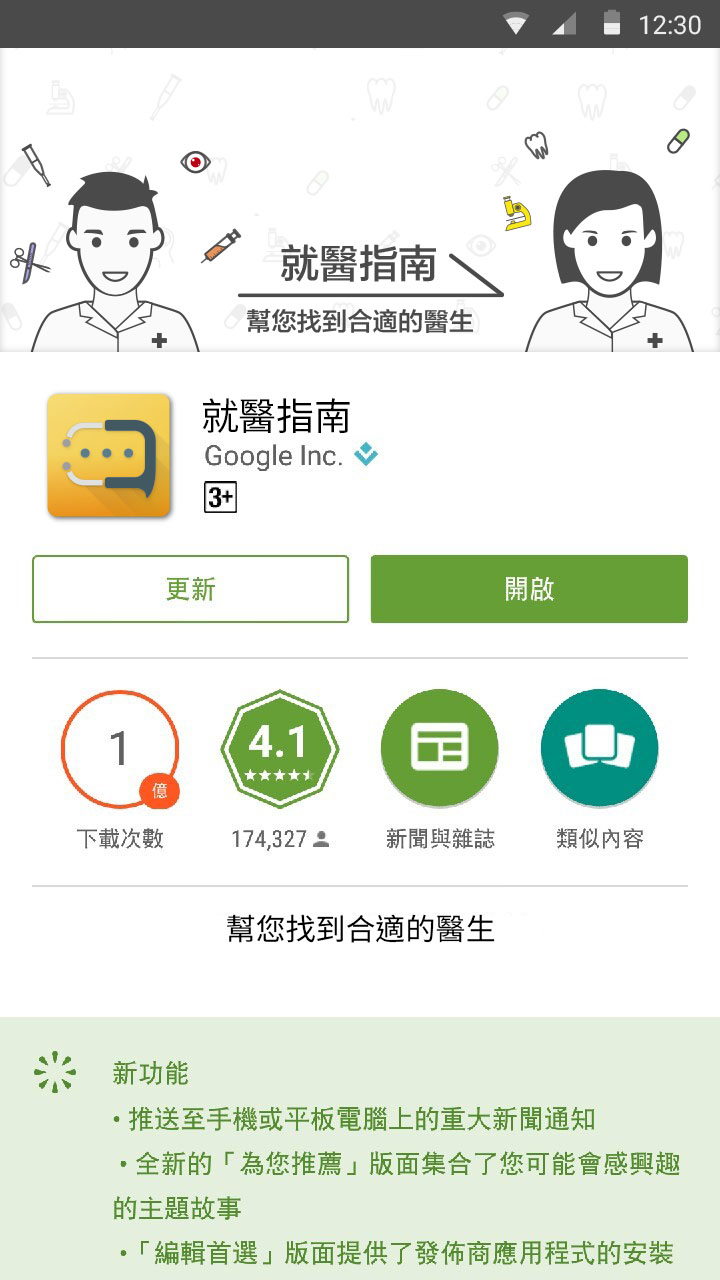 12:30
就醫指南
幫您找到合適的醫生
就醫指南
Google Inc.
3+
更新
開啟
1
億
4.1
下載次數
174,327
新聞與雜誌
類似內容
幫您找到合適的醫生
新功能
• 推送至手機或平板電腦上的重大新聞通知
• 全新的「為您推薦」版面集合了您可能會感興趣
的主題故事
•「編輯首選」版面提供了發佈商應用程式的安裝